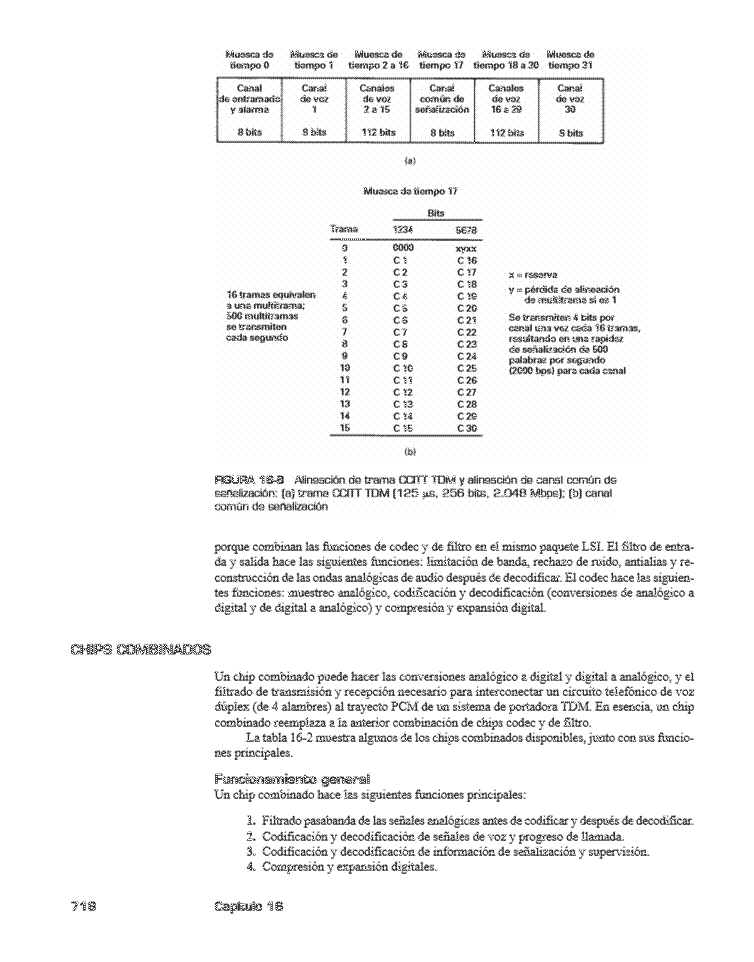 Muesca de tiempo 0
Muesca de tiempo 1
Muesca de tiempo 2 a 16
Muesca de tiempo 17
Muesca de tiempo 18 a 30
Muesca de tiempo 31
Canal de entramado y alarma 8 bits
Canal de voz 1 8 bits
Canales de voz 2 a 15 112 bits
Canal común de señalización 8 bits
Canales de voz 16 a 29 112 bits
Canal de voz 30 8 bits
(a)
Muesca de tiempo 17
Bits
Trama 1234 5678
0 0000 xyxx
1 C 1 C 16
2 C 2 C 17
3 C 3 C 18
4 C 4 C 19
5 C 5 C 20
6 C 6 C 21
7 C 7 C 22
8 C 8 C 23
9 C 9 C 24
10 C 10 C 25
11 C 11 C 26
12 C 12 C 27
13 C 13 C 28
14 C 14 C 29
15 C 15 C 30
16 tramas equivalen
a una multitrama;
500 multitramas
se transmiten
cada segundo
x = reserva
y = pérdida de alineación
de multitrama si es 1
Se transmiten 4 bits por
canal una vez cada 16 tramas,
resultando en una rapidez
de señalización de 500
palabras por segundo
(2000 bps) para cada canal
(b)
FIGURA 16-8 Alineación de trama CCITT TDM y alineación de canal común de
señalización: (a) trama CCITT TDM (125 µs, 256 bits, 2.048 Mbps); (b) canal
común de señalización
porque combinan las funciones de codec y de filtro en el mismo paquete LSI. El filtro de entra-
da y salida hace las siguientes funciones: limitación de banda, rechazo de ruido, antialias y re-
construcción de las ondas analógicas de audio después de decodificar. El codec hace las siguien-
tes funciones: muestreo analógico, codificación y decodificación (conversiones de analógico a
digital y de digital a analógico) y compresión y expansión digital.
CHIPS COMBINADOS
Un chip combinado puede hacer las conversiones analógico a digital y digital a analógico, y el
filtrado de transmisión y recepción necesario para interconectar un circuito telefónico de voz
dúplex (de 4 alambres) al trayecto PCM de un sistema de portadora TDM. En esencia, un chip
combinado reemplaza a la anterior combinación de chips codec y de filtro.
La tabla 16-2 muestra algunos de los chips combinados disponibles, junto con sus funcio-
nes principales.
Funcionamiento general
Un chip combinado hace las siguientes funciones principales:
1. Filtrado pasabanda de las señales analógicas antes de codificar y después de decodificar.
2. Codificación y decodificación de señales de voz y progreso de llamada.
3. Codificación y decodificación de información de señalización y supervisión.
4. Compresión y expansión digitales.
718 Capítulo 16